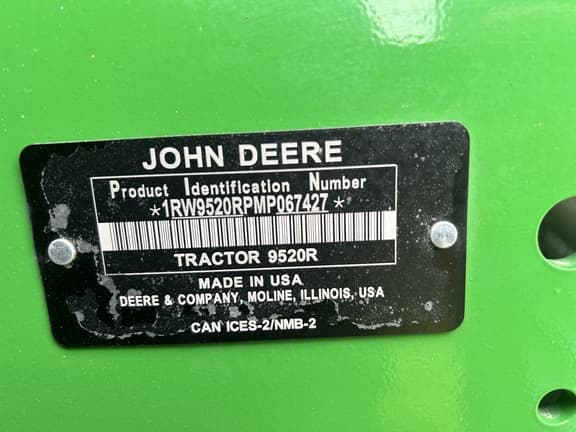 JOHN DEERE
Product Identification Number
*1RW9520RPMP067427*
TRACTOR 9520R
MADE IN USA
DEERE & COMPANY, MOLINE, ILLINOIS, USA
CAN ICES-2/NMB-2